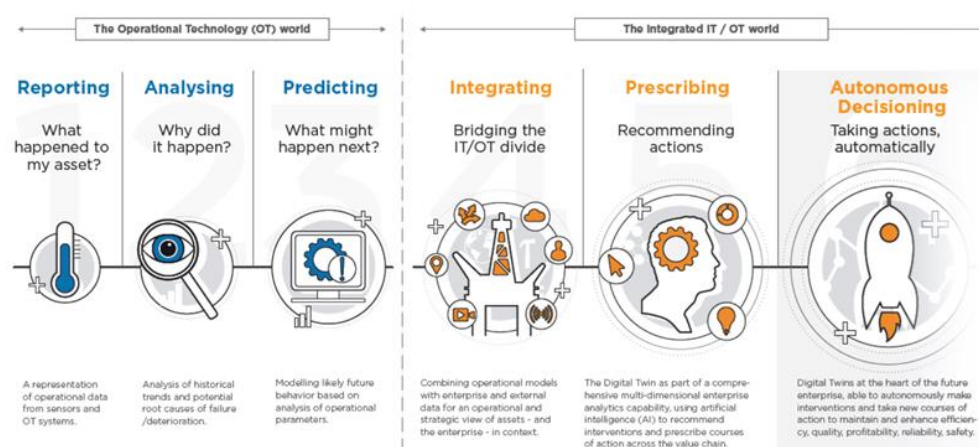 The Operational Technology (OT) world
The Integrated IT / OT world
Reporting
What
happened to
my asset?
A representation
of operational data
from sensors and
OT systems.
Analysing
Why did
it happen?
Analysis of historical
trends and potential
root causes of failure
/deterioration.
Predicting
What might
happen next?
Modelling likely future
behavior based on
analysis of operational
parameters.
Integrating
Bridging the
IT/OT divide
Combining operational models
with enterprise and external
data for an operational and
strategic view of assets - and
the enterprise - in context.
Prescribing
Recommending
actions
The Digital Twin as part of a compre-
hensive multi-dimensional enterprise
analytics capability, using artificial
intelligence (AI) to recommend
interventions and prescribe courses
of action across the value chain.
Autonomous
Decisioning
Taking actions,
automatically
Digital Twins at the heart of the future
enterprise, able to autonomously make
interventions and take new courses of
action to maintain and enhance efficien-
cy, quality, profitability, reliability, safety.